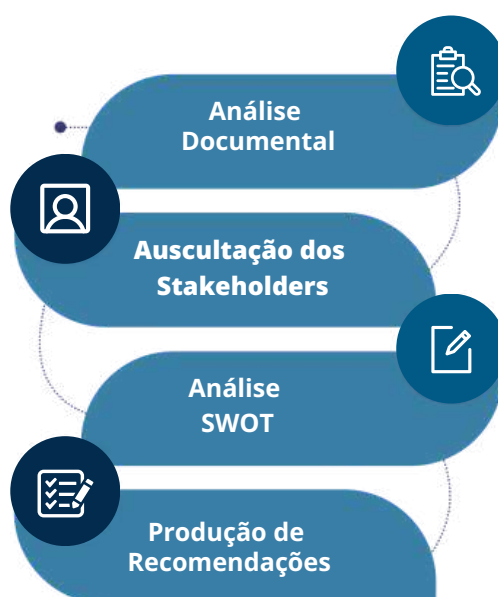 Análise
Documental
Auscultação dos
Stakeholders
Análise
SWOT
Produção de
Recomendações